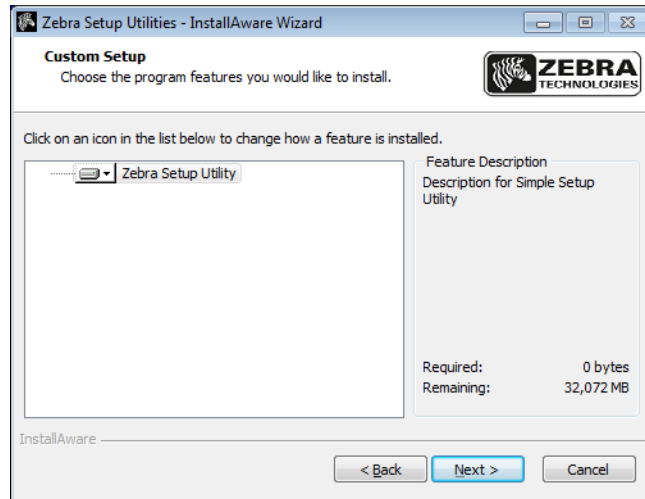 Zebra Setup Utilities - InstallAware Wizard
Custom Setup
Choose the program features you would like to install.
ZEBRA
TECHNOLOGIES
Click on an icon in the list below to change how a feature is installed.
Zebra Setup Utility
Feature Description
Description for Simple Setup
Utility
Required: 0 bytes
Remaining: 32,072 MB
InstallAware
< Back
Next >
Cancel